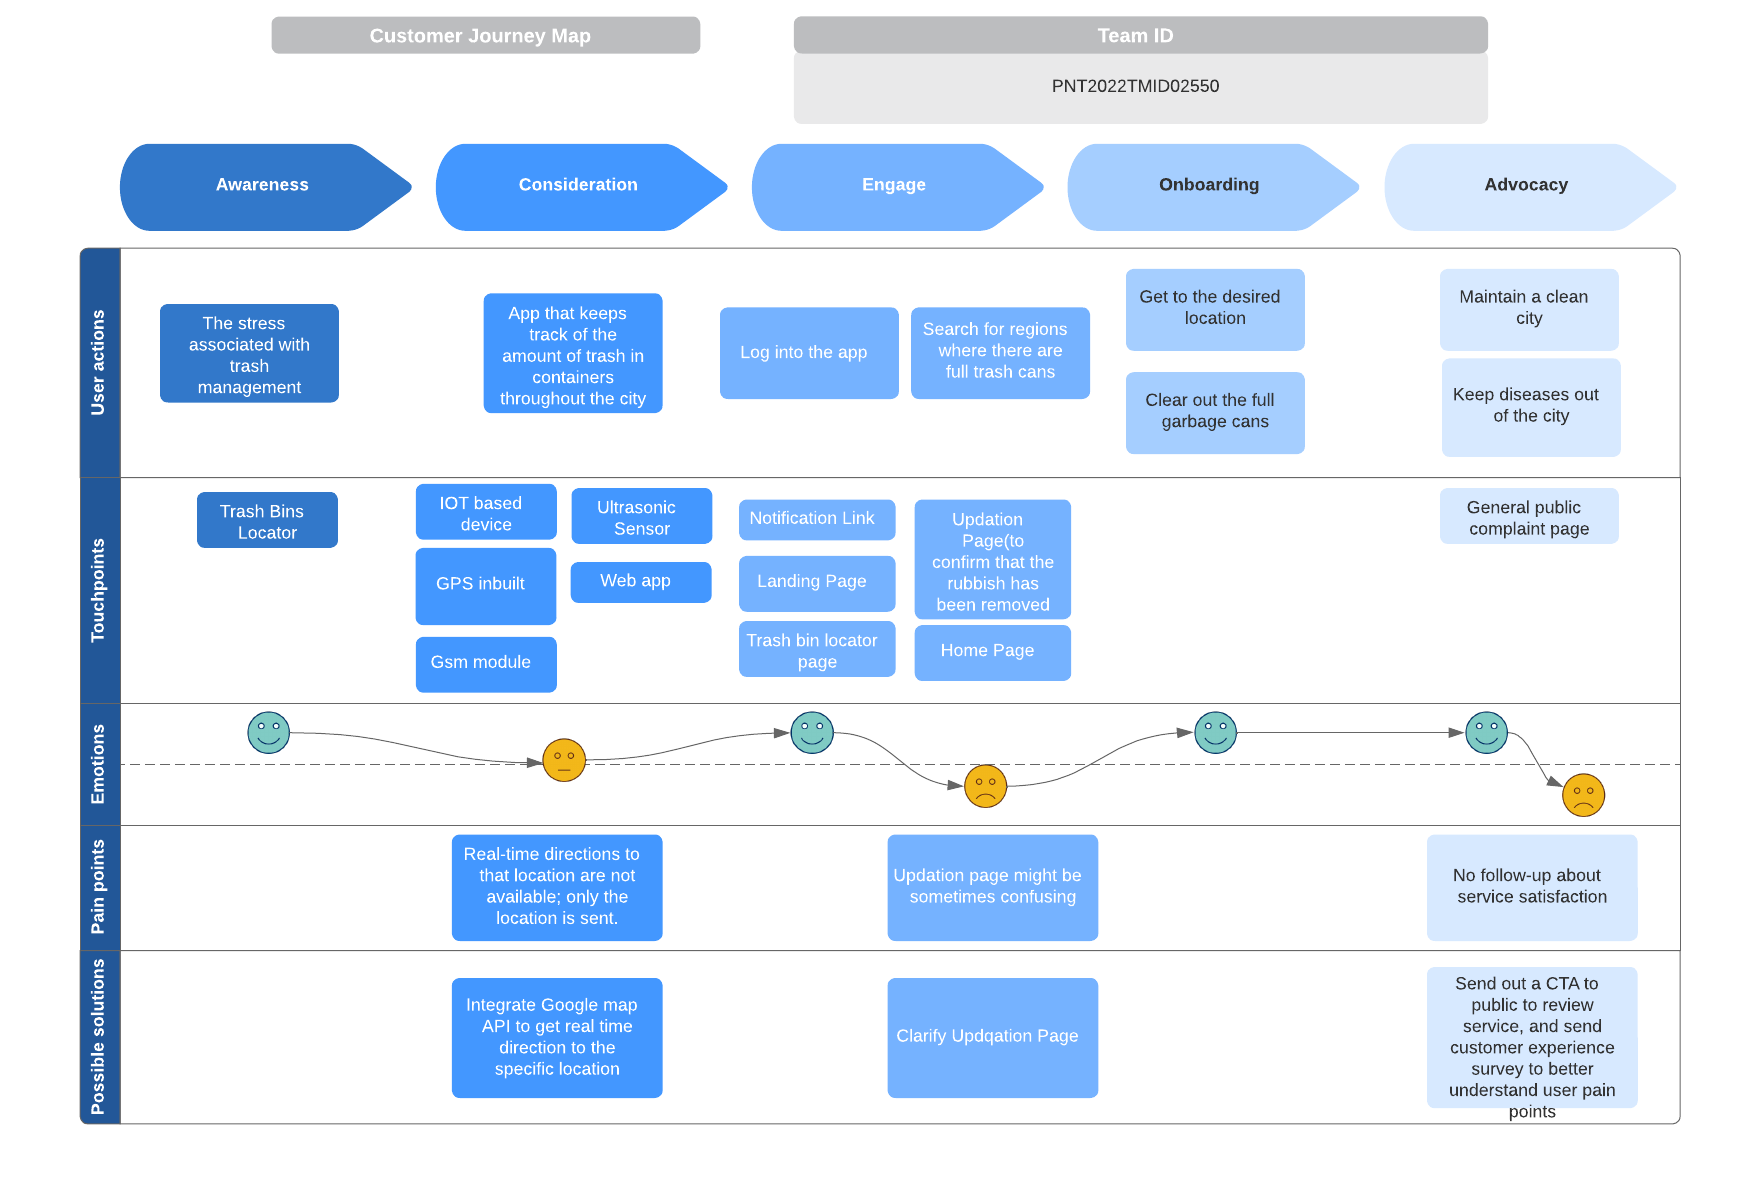 Customer Journey Map
Team ID
PNT2022TMID02550
Awareness
Consideration
Engage
Onboarding
Advocacy
User actions
The stress
associated with
trash
management
App that keeps
track of the
amount of trash in
containers
throughout the city
Log into the app
Search for regions
where there are
full trash cans
Get to the desired
location
Clear out the full
garbage cans
Maintain a clean
city
Keep diseases out
of the city
Touchpoints
Trash Bins
Locator
IOT based
device
Ultrasonic
Sensor
GPS inbuilt
Web app
Gsm module
Notification Link
Landing Page
Trash bin locator
page
Updation
Page(to
confirm that the
rubbish has
been removed
Home Page
General public
complaint page
Emotions
Pain points
Real-time directions to
that location are not
available; only the
location is sent.
Updation page might be
sometimes confusing
No follow-up about
service satisfaction
Possible solutions
Integrate Google map
API to get real time
direction to the
specific location
Clarify Updqation Page
Send out a CTA to
public to review
service, and send
customer experience
survey to better
understand user pain
points